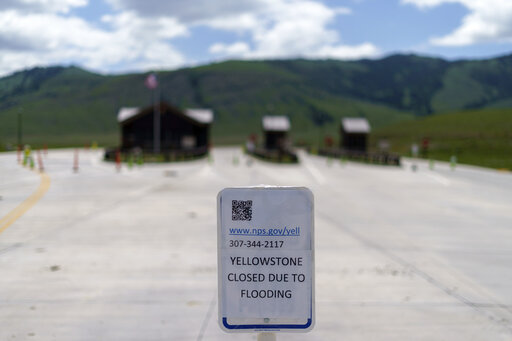 www.nps.gov/yell
307-344-2117
YELLOWSTONE
CLOSED DUE TO
FLOODING